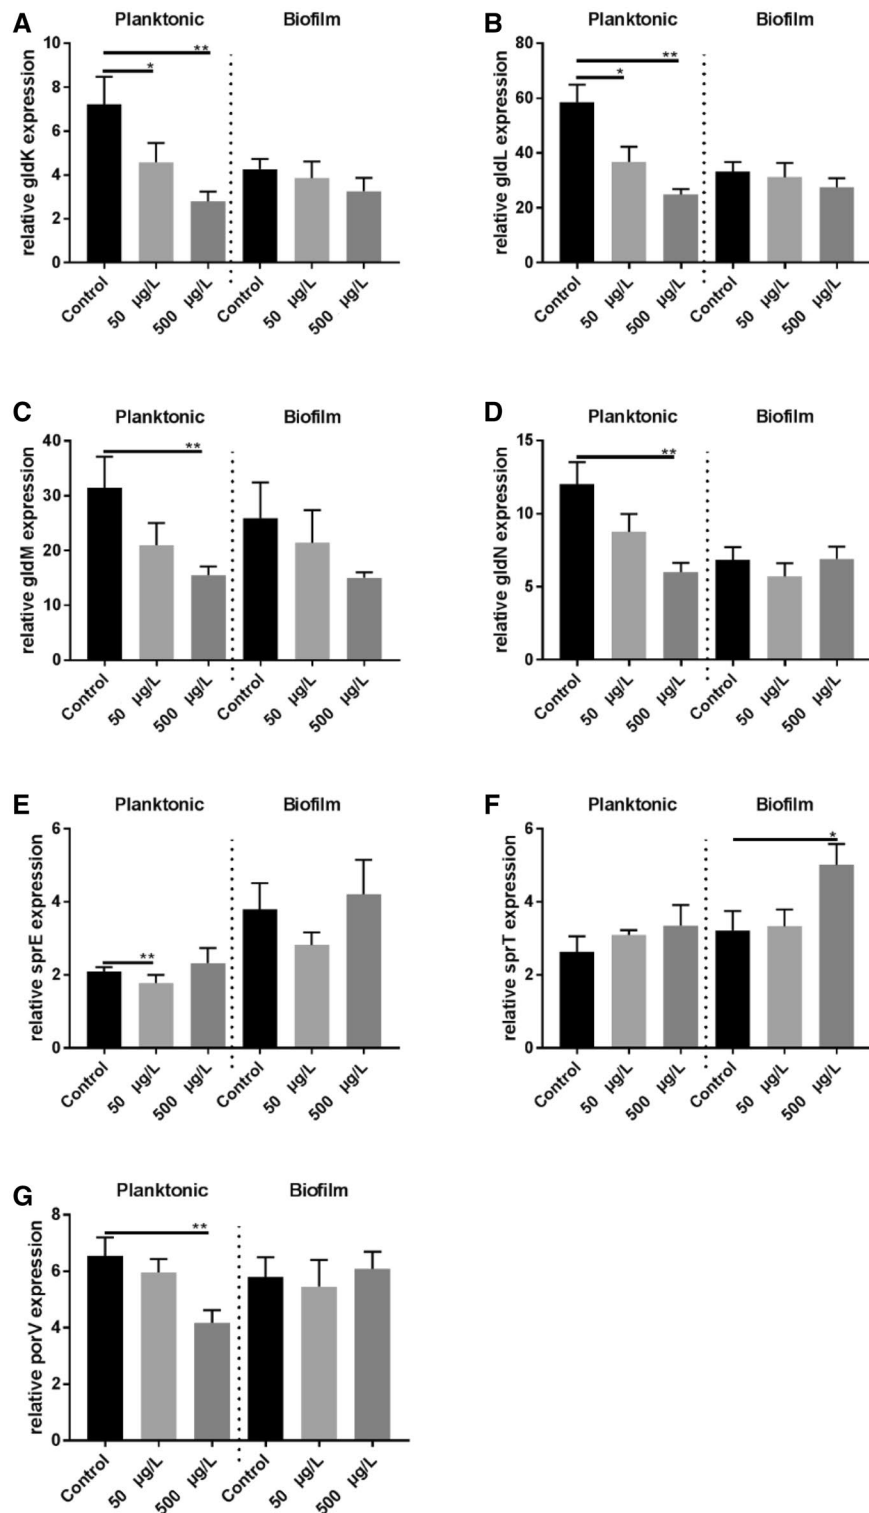 A
Planktonic Biofilm
relative gldK expression
10
8
6
4
2
0
* **
Control 50 µg/L 500 µg/L Control 50 µg/L 500 µg/L
B
Planktonic Biofilm
relative gldL expression
80
60
40
20
0
* **
Control 50 µg/L 500 µg/L Control 50 µg/L 500 µg/L
C
Planktonic Biofilm
relative gldM expression
40
30
20
10
0
**
Control 50 µg/L 500 µg/L Control 50 µg/L 500 µg/L
D
Planktonic Biofilm
relative gldN expression
15
10
5
0
**
Control 50 µg/L 500 µg/L Control 50 µg/L 500 µg/L
E
Planktonic Biofilm
relative sprE expression
6
4
2
0
**
Control 50 µg/L 500 µg/L Control 50 µg/L 500 µg/L
F
Planktonic Biofilm
relative sprT expression
6
4
2
0
*
Control 50 µg/L 500 µg/L Control 50 µg/L 500 µg/L
G
Planktonic Biofilm
relative porV expression
8
6
4
2
0
**
Control 50 µg/L 500 µg/L Control 50 µg/L 500 µg/L